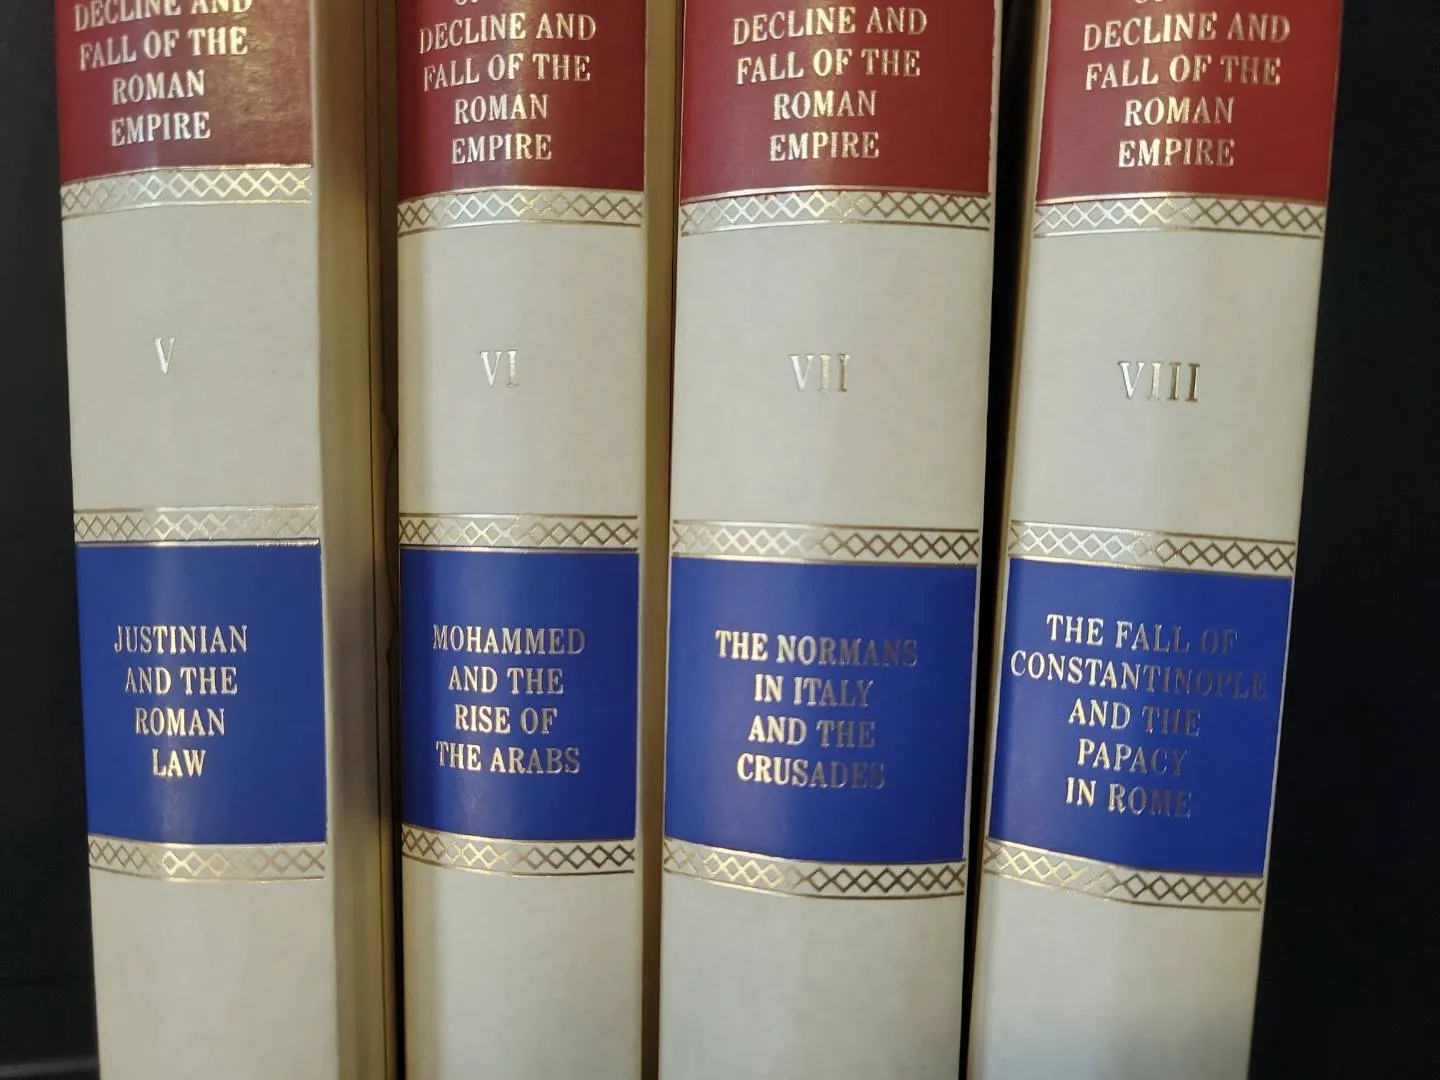 DECLINE AND
FALL OF THE
ROMAN
EMPIRE
V
JUSTINIAN
AND THE
ROMAN
LAW
DECLINE AND
FALL OF THE
ROMAN
EMPIRE
VI
MOHAMMED
AND THE
RISE OF
THE ARABS
DECLINE AND
FALL OF THE
ROMAN
EMPIRE
VII
THE NORMANS
IN ITALY
AND THE
CRUSADES
DECLINE AND
FALL OF THE
ROMAN
EMPIRE
VIII
THE FALL OF
CONSTANTINOPLE
AND THE
PAPACY
IN ROME